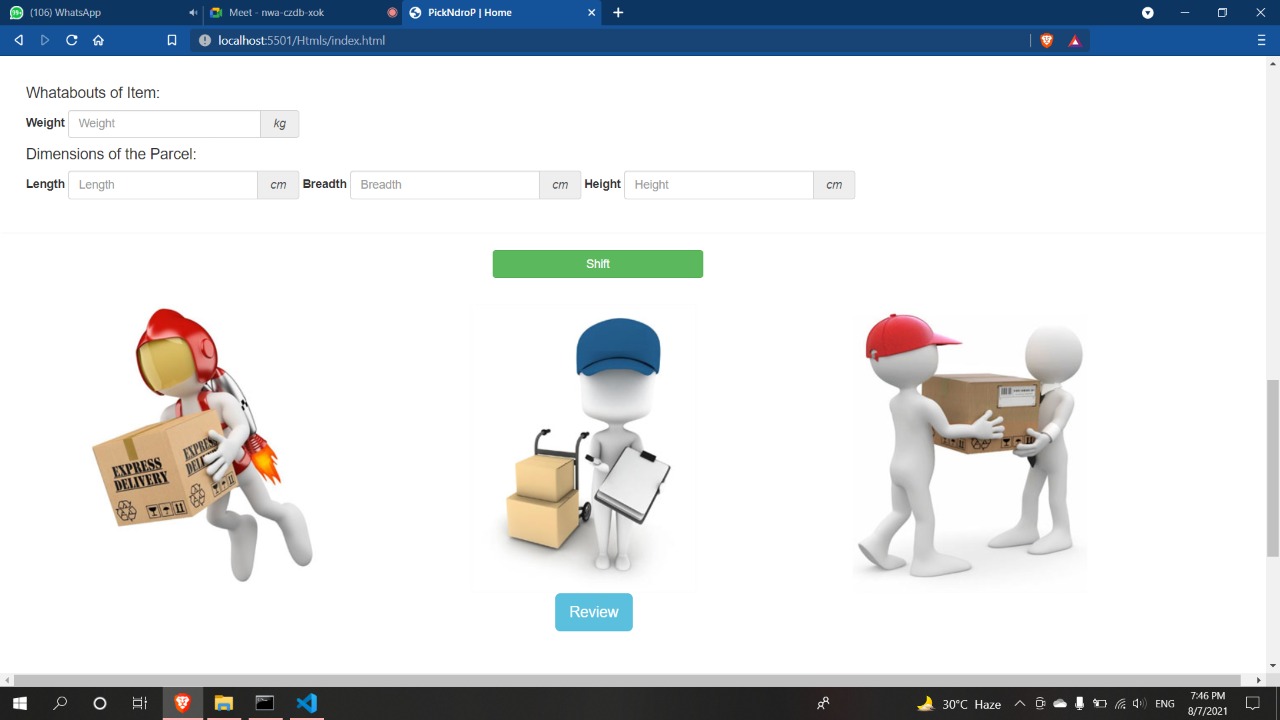 99+ (106) WhatsApp Meet - nwa-czdb-xok PickNdroP | Home
localhost:5501/Htmls/index.html
Whatabouts of Item:
Weight Weight kg
Dimensions of the Parcel:
Length Length cm Breadth Breadth cm Height Height cm
Shift
EXPRESS DELIVERY
EXPRESS
Review
30°C Haze ENG 7:46 PM
8/7/2021